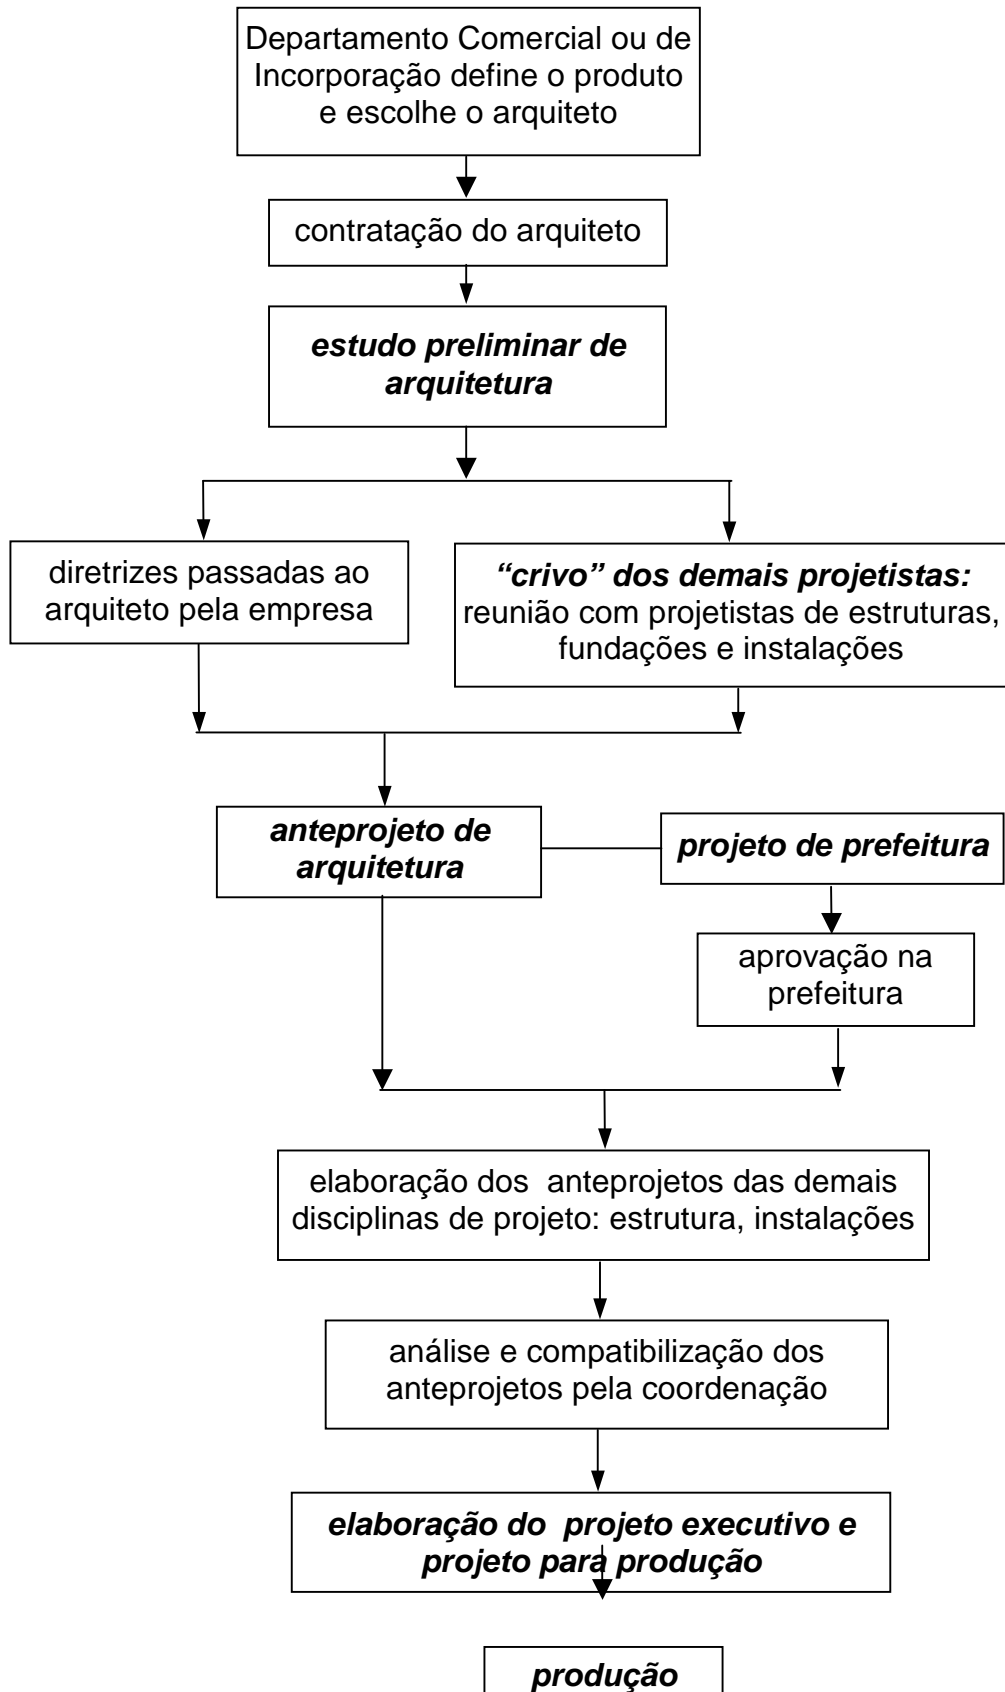 Departamento Comercial ou de
Incorporação define o produto
e escolhe o arquiteto
contratação do arquiteto
estudo preliminar de
arquitetura
diretrizes passadas ao
arquiteto pela empresa
“crivo” dos demais projetistas:
reunião com projetistas de estruturas,
fundações e instalações
anteprojeto de
arquitetura
projeto de prefeitura
aprovação na
prefeitura
elaboração dos anteprojetos das demais
disciplinas de projeto: estrutura, instalações
análise e compatibilização dos
anteprojetos pela coordenação
elaboração do projeto executivo e
projeto para produção
produção